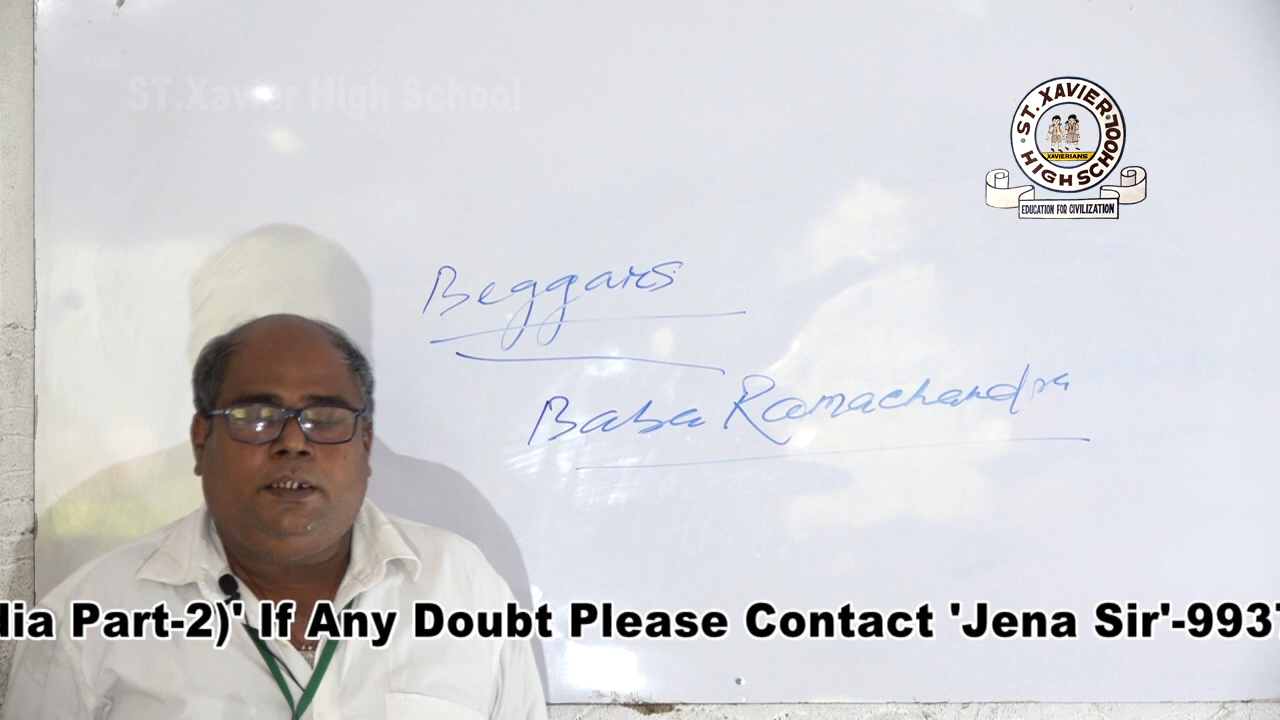 ST.Xavier High School
ST. XAVIER HIGH SCHOOL
XAVIERIANS
EDUCATION FOR CIVILIZATION
Beggars
Baba Ramachandra
dia Part-2)' If Any Doubt Please Contact 'Jena Sir'-9937